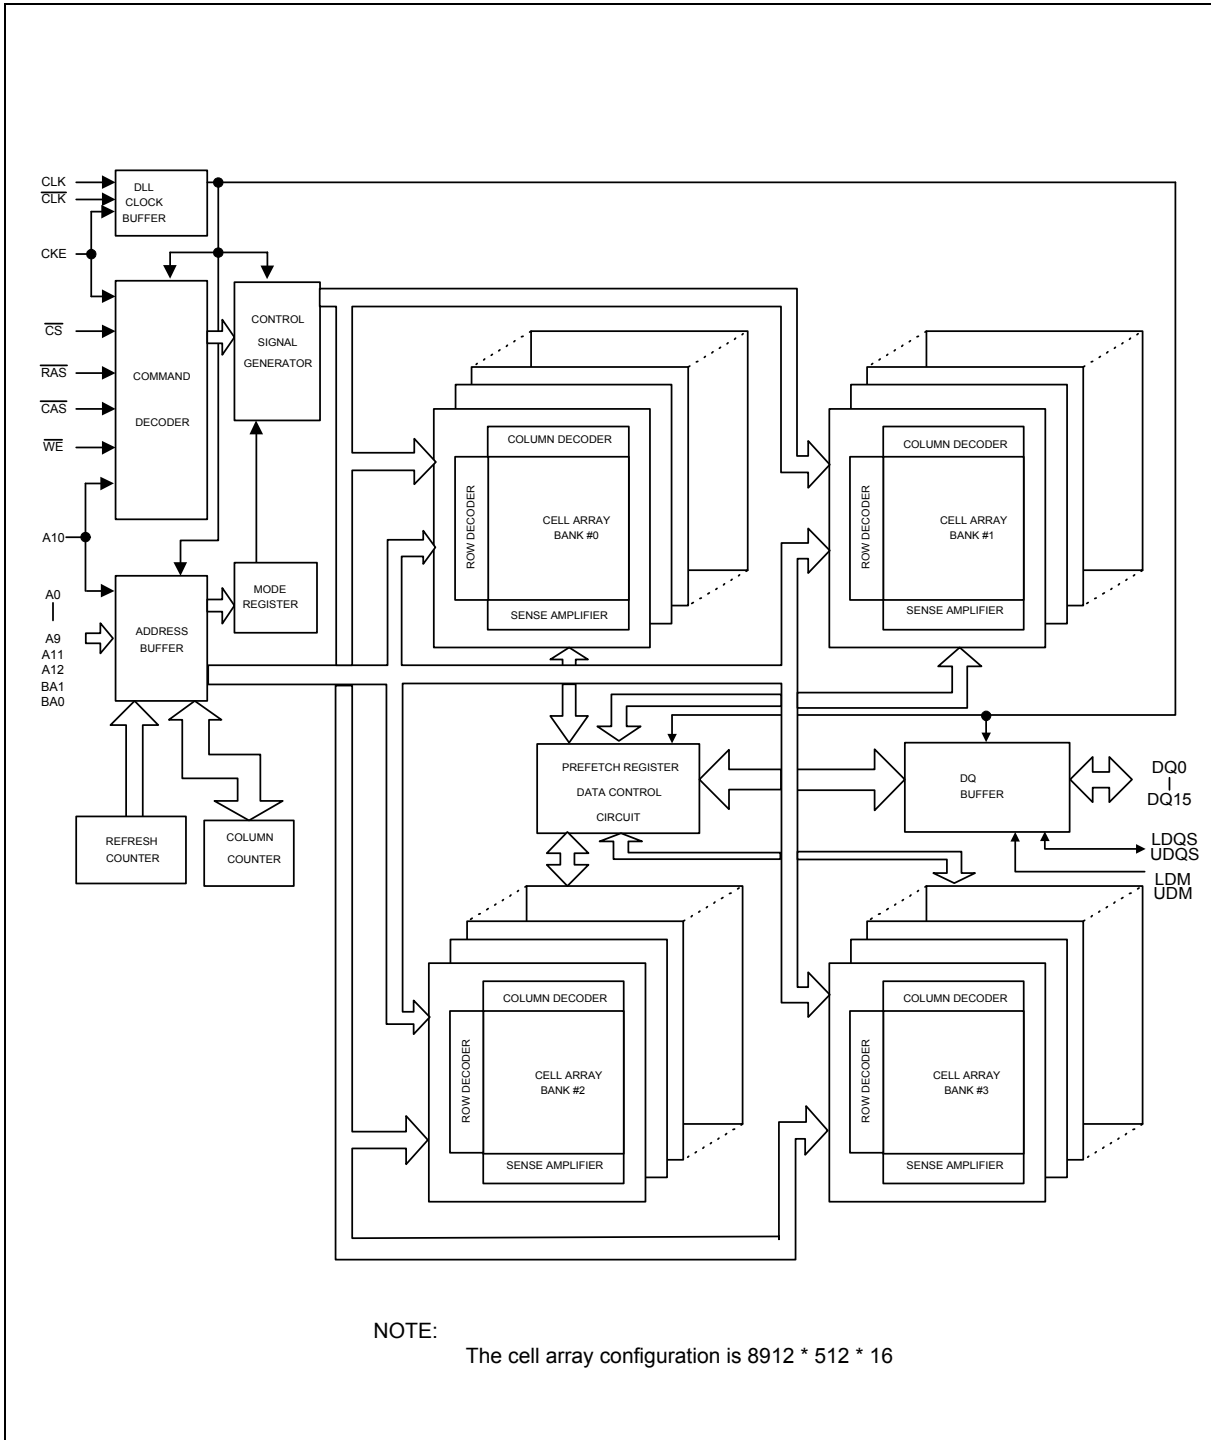 CLK
CLK
CKE
CS
RAS
CAS
WE
A10
A0
A9
A11
A12
BA1
BA0
DLL
CLOCK
BUFFER
COMMAND
DECODER
CONTROL
SIGNAL
GENERATOR
ADDRESS
BUFFER
MODE
REGISTER
REFRESH
COUNTER
COLUMN
COUNTER
COLUMN DECODER
ROW DECODER
CELL ARRAY
BANK #0
SENSE AMPLIFIER
COLUMN DECODER
ROW DECODER
CELL ARRAY
BANK #1
SENSE AMPLIFIER
PREFETCH REGISTER
DATA CONTROL
CIRCUIT
DQ
BUFFER
DQ0
DQ15
LDQS
UDQS
LDM
UDM
COLUMN DECODER
ROW DECODER
CELL ARRAY
BANK #2
SENSE AMPLIFIER
COLUMN DECODER
ROW DECODER
CELL ARRAY
BANK #3
SENSE AMPLIFIER
NOTE:
The cell array configuration is 8912 * 512 * 16